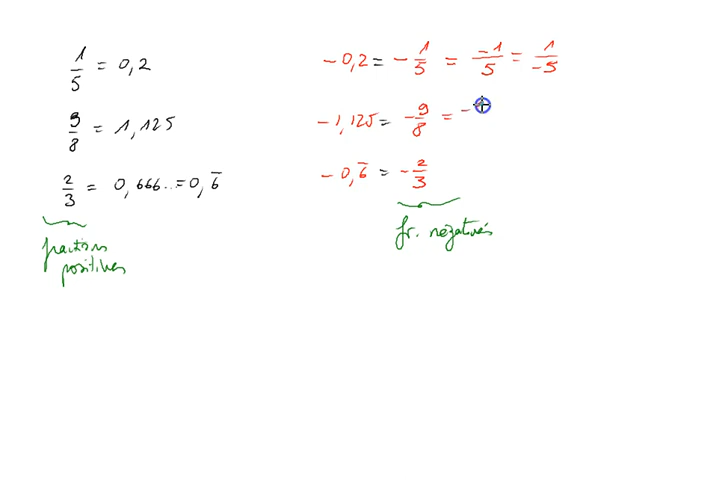 1/5 = 0,2
-0,2 = -1/5 = -1/5 = 1/-5
9/8 = 1,125
-1,125 = -9/8 = -
2/3 = 0,666... = 0,6̅
-0,6̅ = -2/3
fractions
positives
fr. négatives